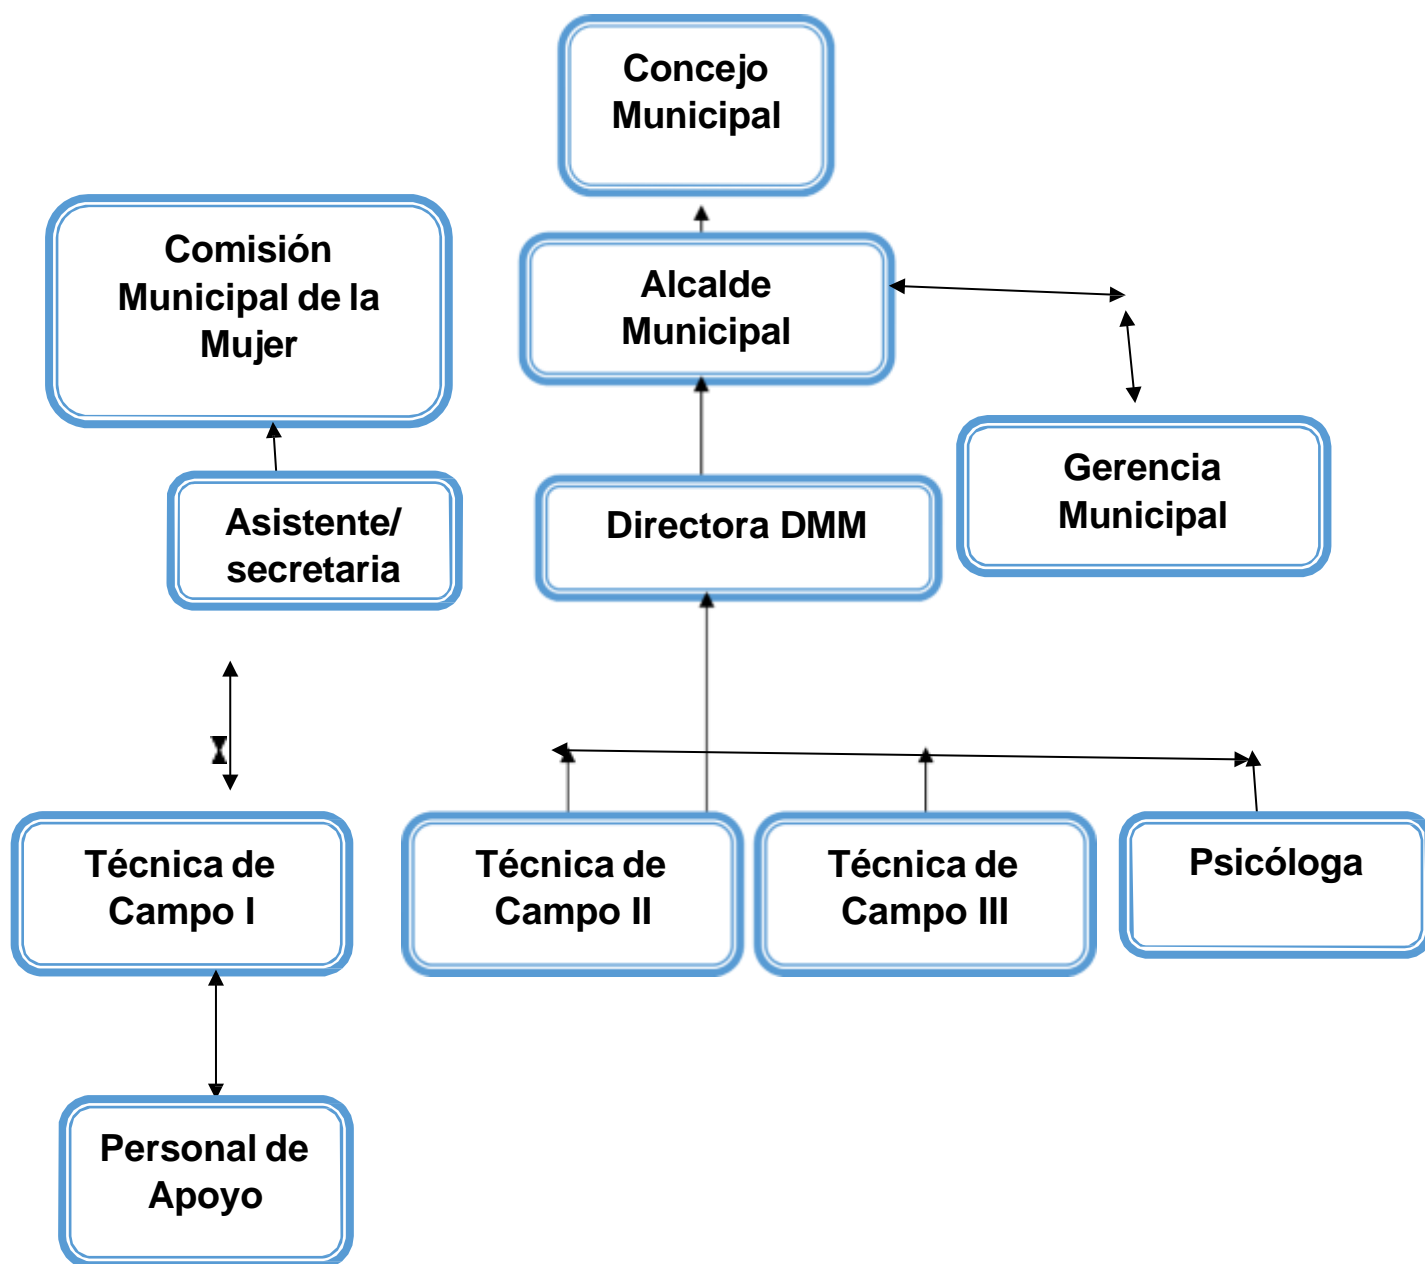 Concejo
Municipal
Comisión
Municipal de la
Mujer
Alcalde
Municipal
Gerencia
Municipal
Asistente/
secretaria
Directora DMM
Técnica de
Campo I
Técnica de
Campo II
Técnica de
Campo III
Psicóloga
Personal de
Apoyo